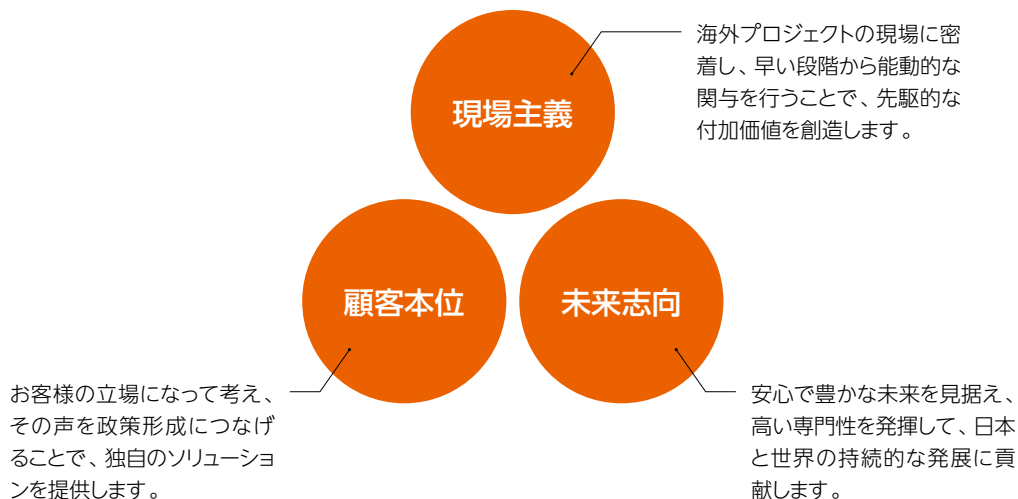 現場主義
海外プロジェクトの現場に密
着し、早い段階から能動的な
関与を行うことで、先駆的な
付加価値を創造します。
顧客本位
お客様の立場になって考え、
その声を政策形成につなげ
ることで、独自のソリューショ
ンを提供します。
未来志向
安心で豊かな未来を見据え、
高い専門性を発揮して、日本
と世界の持続的な発展に貢
献します。